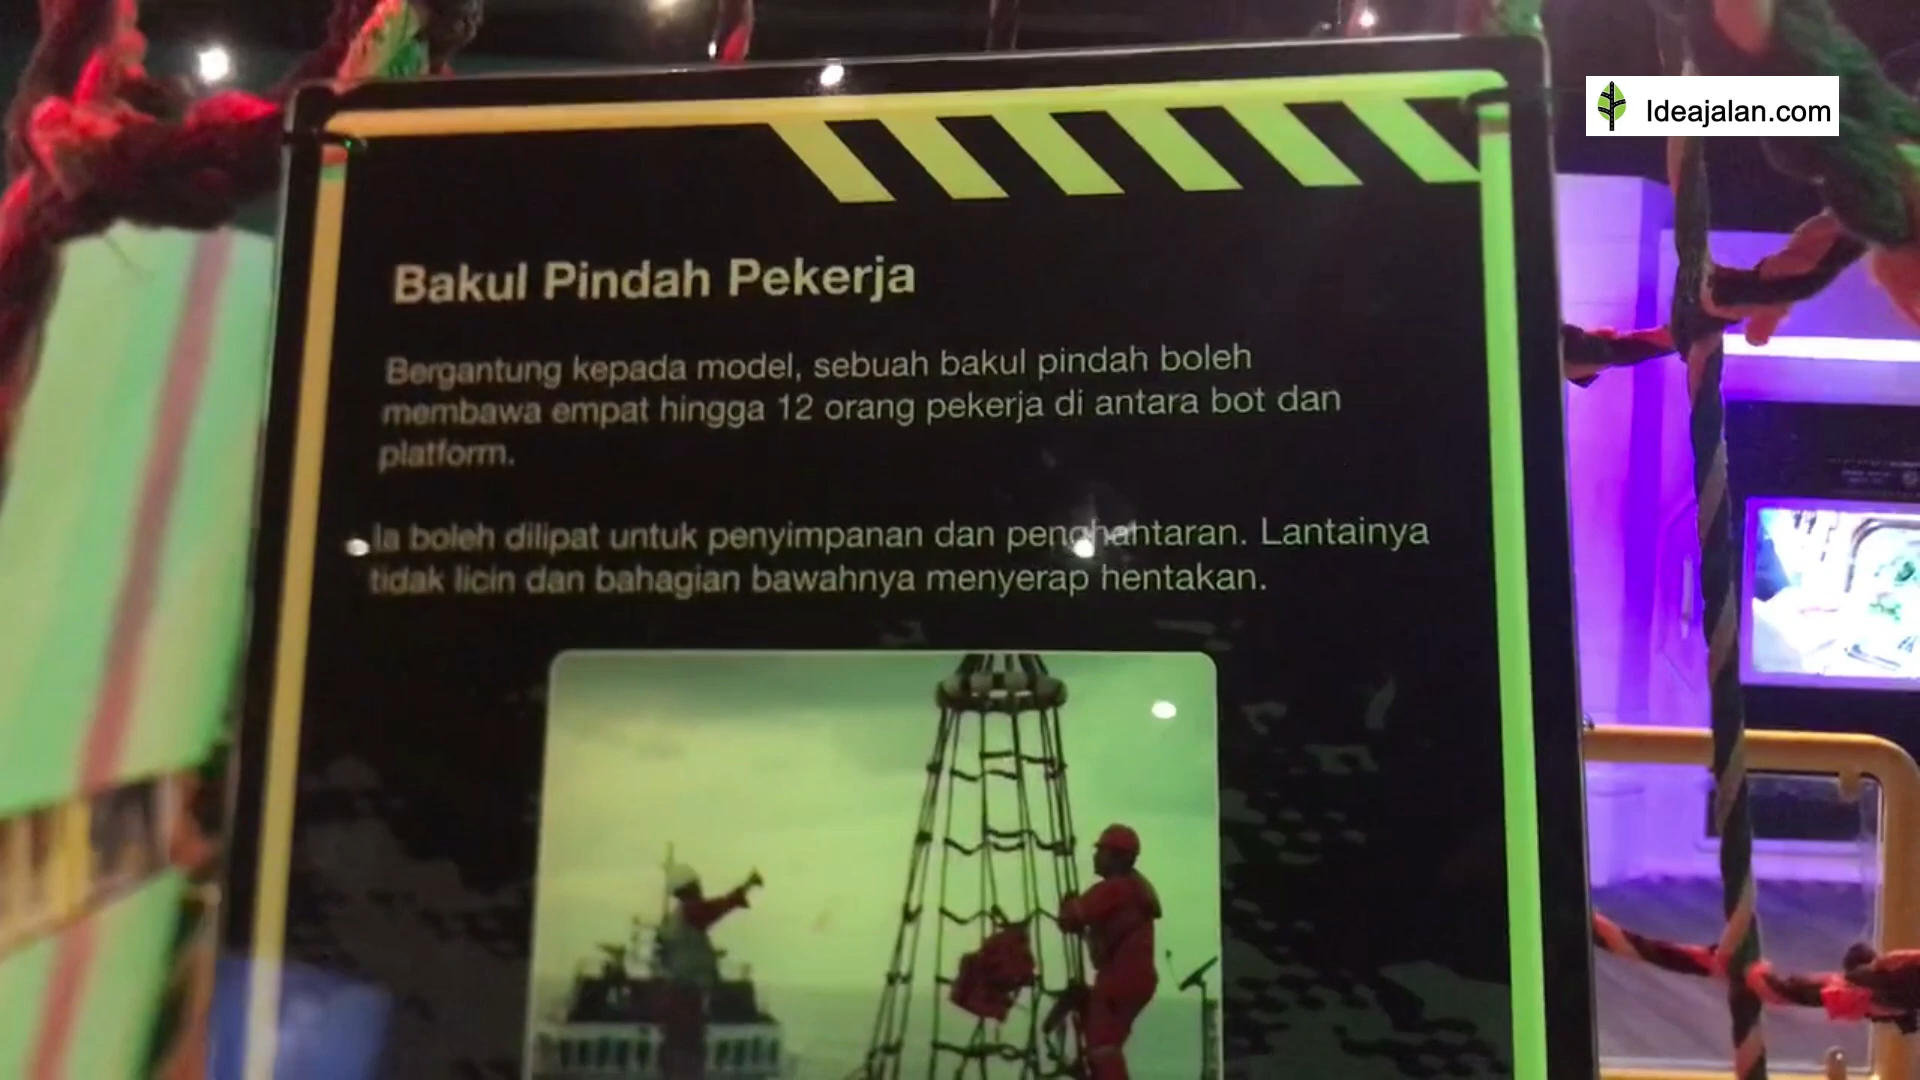 Ideajalan.com
Bakul Pindah Pekerja
Bergantung kepada model, sebuah bakul pindah boleh
membawa empat hingga 12 orang pekerja di antara bot dan
platform.
Ia boleh dilipat untuk penyimpanan dan penghantaran. Lantainya
tidak licin dan bahagian bawahnya menyerap hentakan.